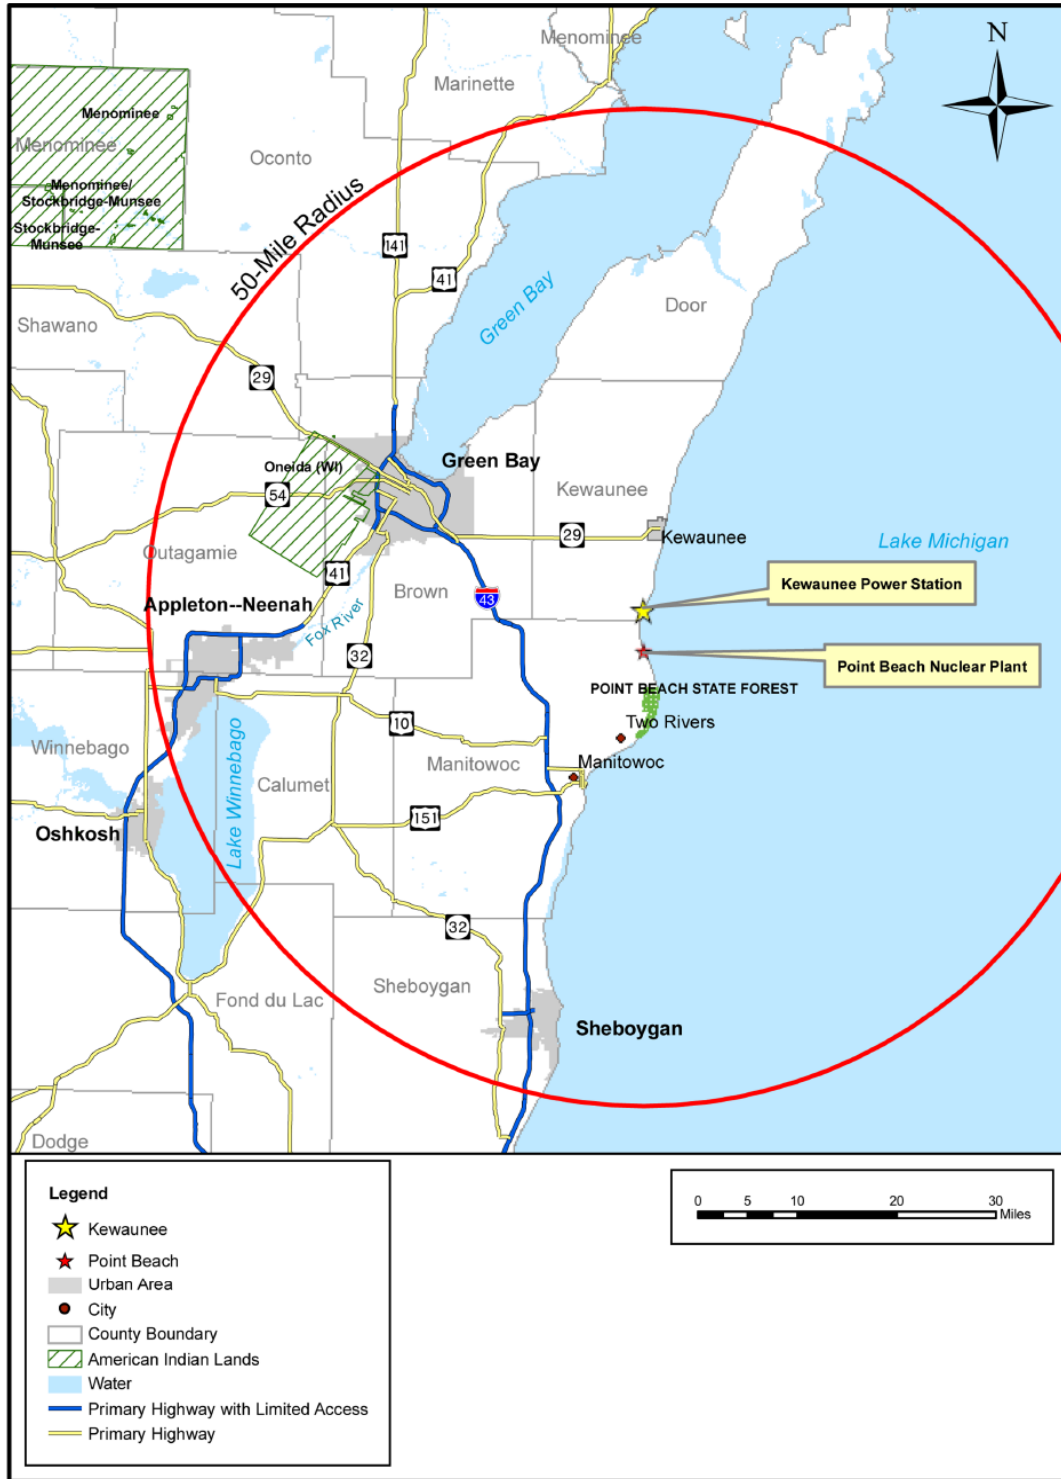 N
Menominee
Marinette
Menominee
Menominee
Oconto
Menominee/
Stockbridge-Munsee
Stockbridge-
Munsee
50-Mile Radius
141
41
Green Bay
Door
Shawano
29
Green Bay
Oneida (WI)
54
Kewaunee
29
Kewaunee
Lake Michigan
Outagamie
41
Kewaunee Power Station
Brown
43
Appleton--Neenah
Fox River
32
Point Beach Nuclear Plant
POINT BEACH STATE FOREST
10
Two Rivers
Winnebago
Lake Winnebago
Manitowoc
Manitowoc
Calumet
151
Oshkosh
32
Sheboygan
Fond du Lac
Sheboygan
Dodge
Legend
Kewaunee
Point Beach
Urban Area
City
County Boundary
American Indian Lands
Water
Primary Highway with Limited Access
Primary Highway
0 5 10 20 30
Miles